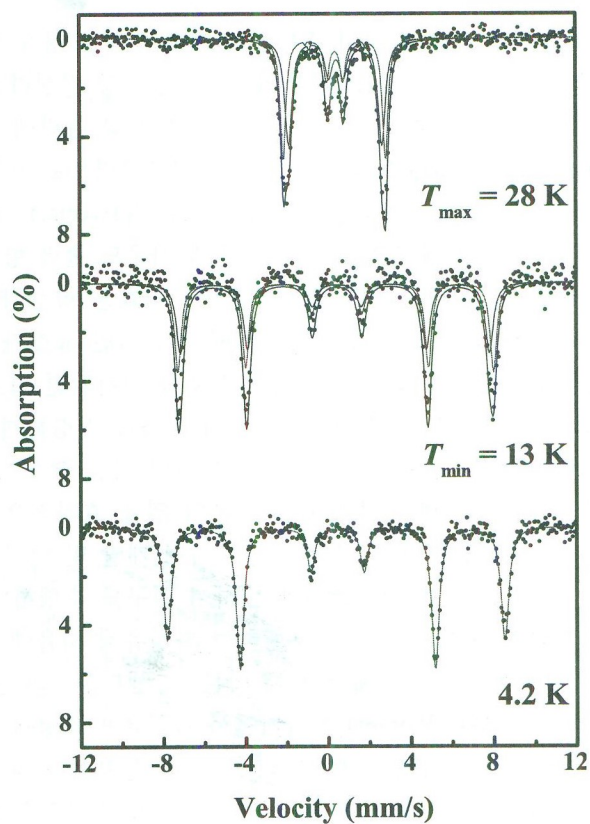 0
4
T_max = 28 K
8
0
4
T_min = 13 K
8
0
4
4.2 K
8
-12 -8 -4 0 4 8 12
Velocity (mm/s)
Absorption (%)